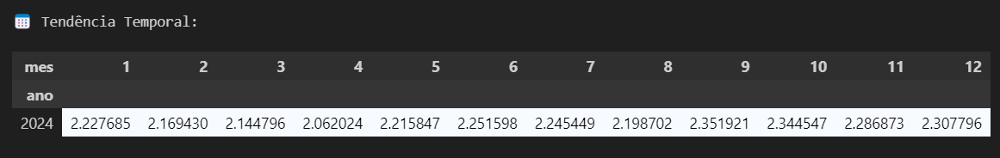 Tendência Temporal:
mes 1 2 3 4 5 6 7 8 9 10 11 12
ano
2024 2.227685 2.169430 2.144796 2.062024 2.215847 2.251598 2.245449 2.198702 2.351921 2.344547 2.286873 2.307796